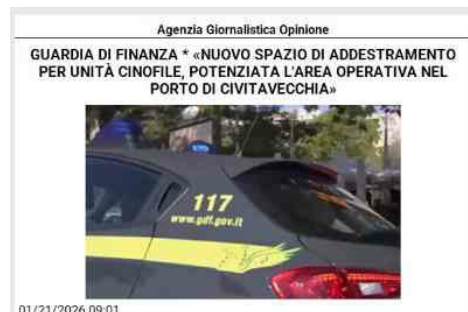 Agenzia Giornalistica Opinione
GUARDIA DI FINANZA * «NUOVO SPAZIO DI ADDESTRAMENTO
PER UNITÀ CINOFILE, POTENZIATA L'AREA OPERATIVA NEL
PORTO DI CIVITAVECCHIA»
117
www.gdf.gov.it
01/21/2026 09:01